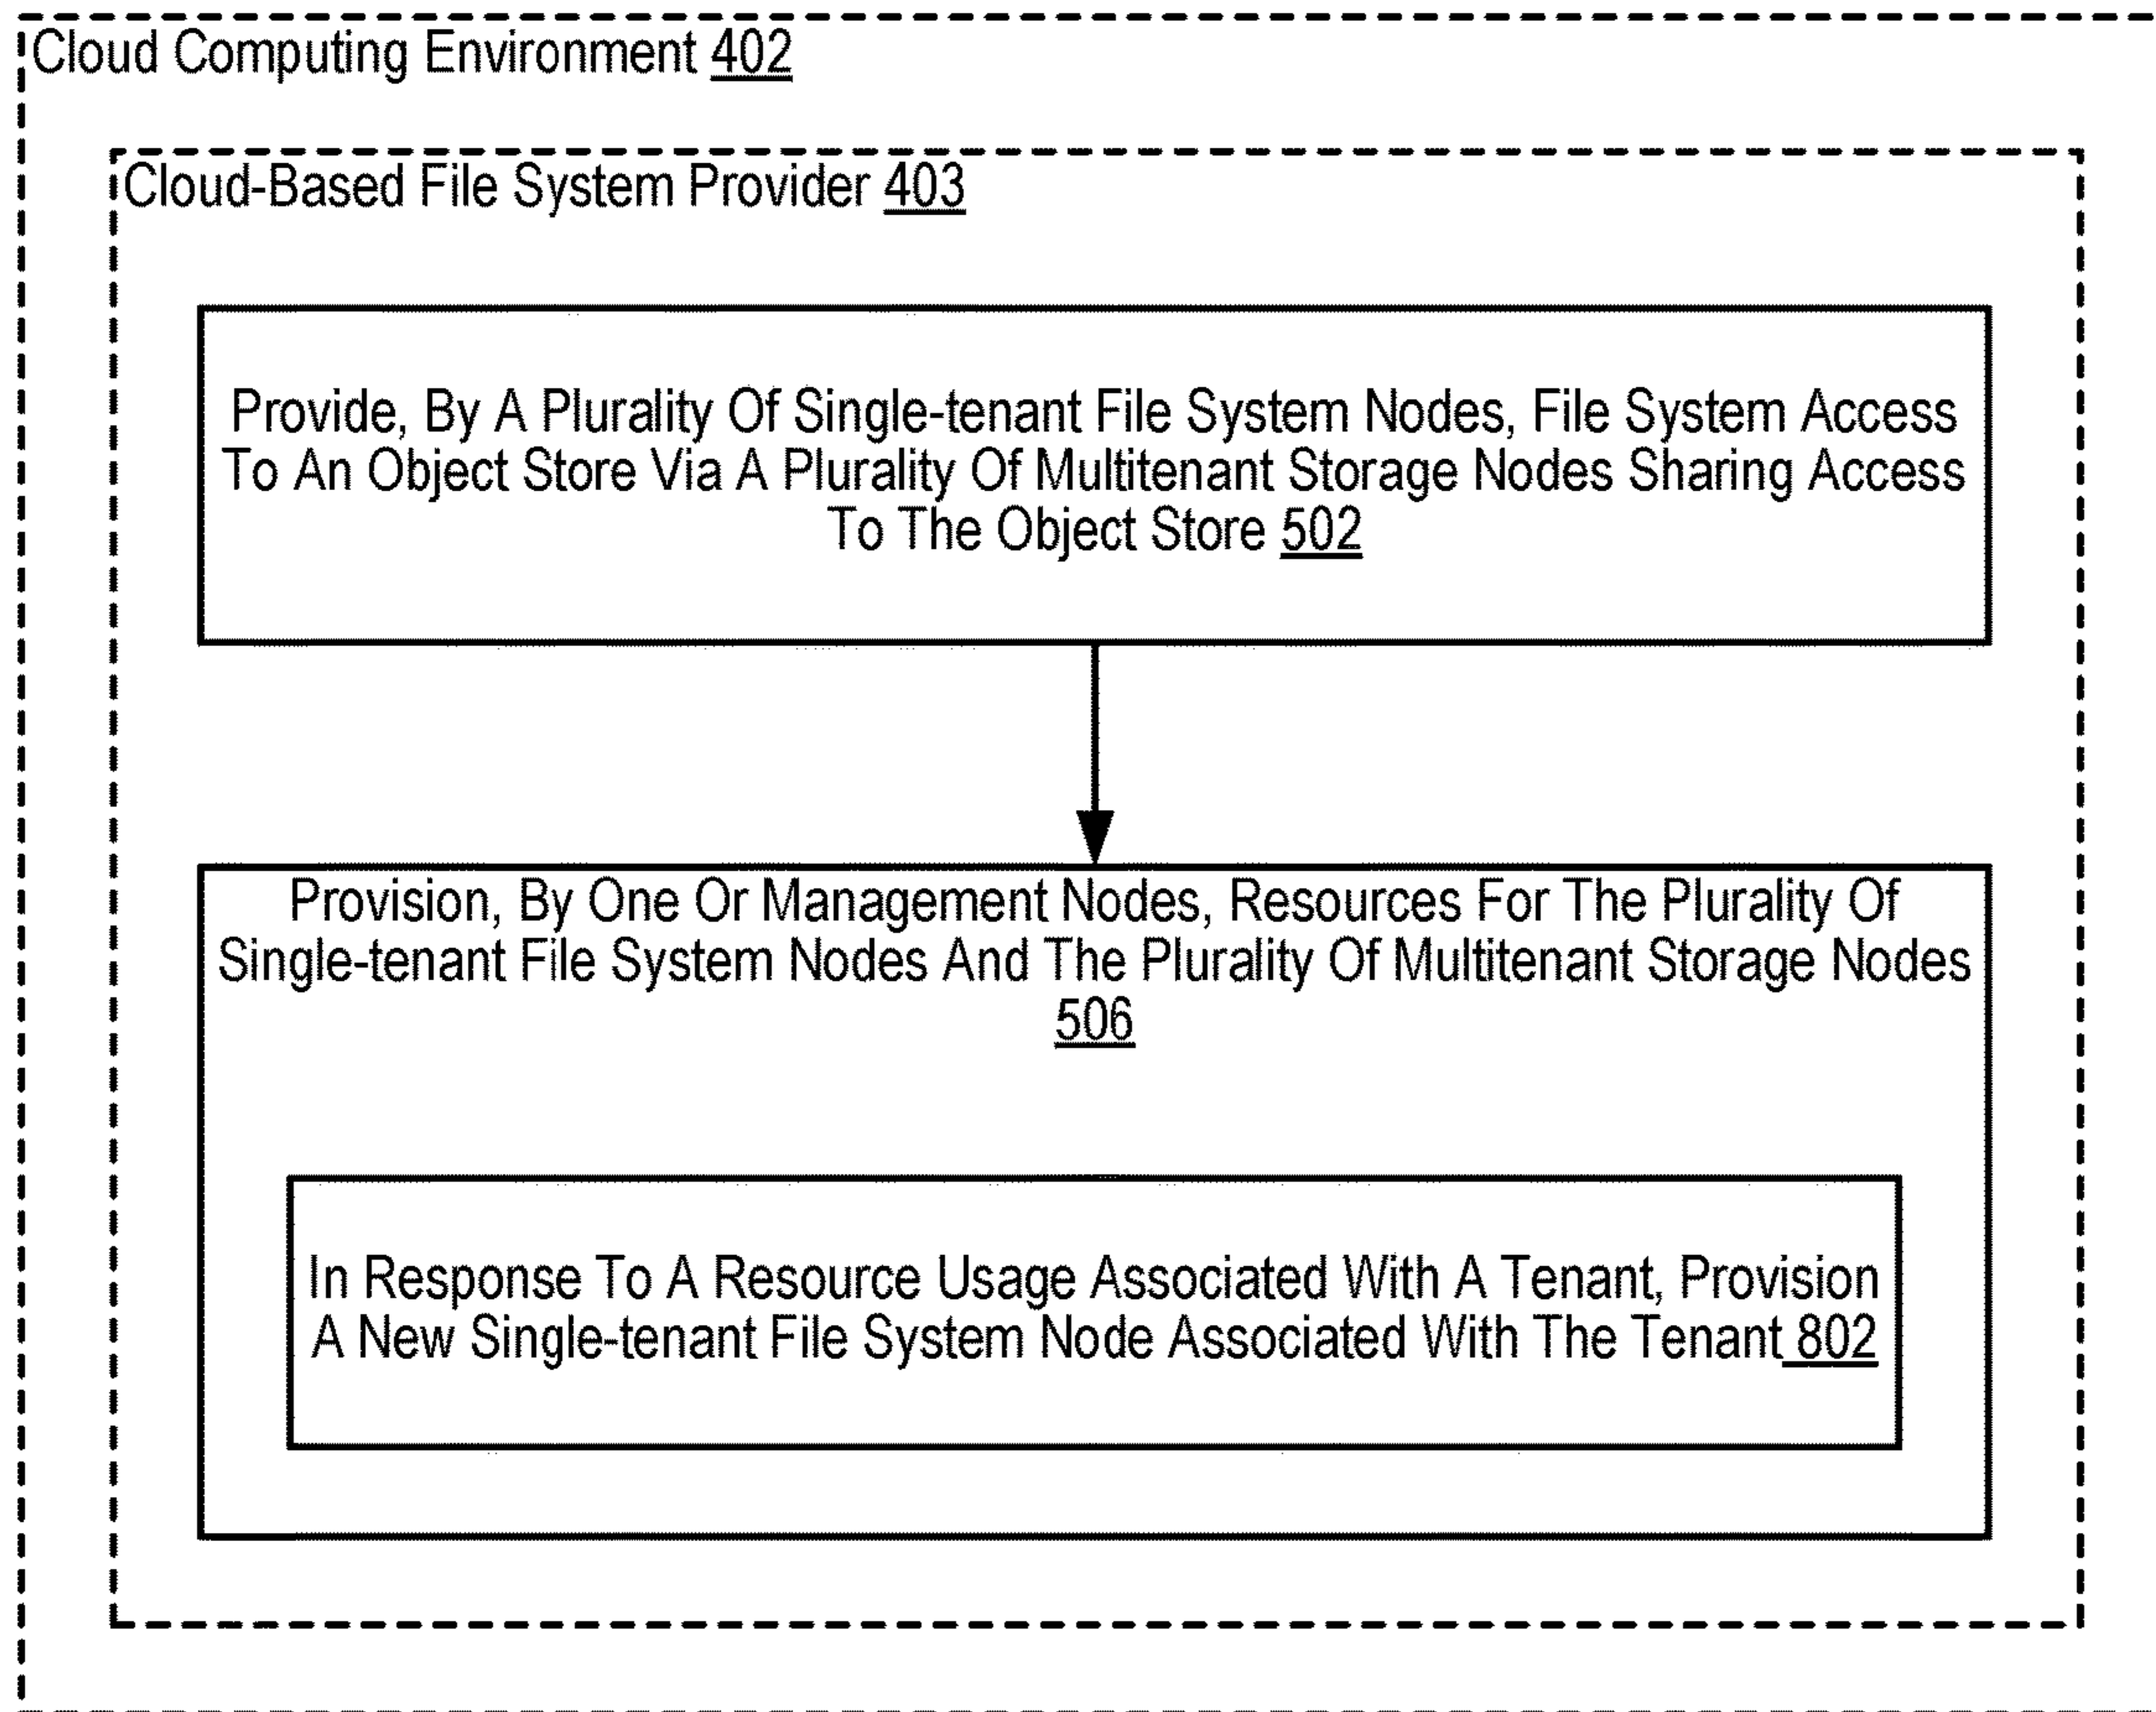 Cloud Computing Environment 402
Cloud-Based File System Provider 403
Provide, By A Plurality Of Single-tenant File System Nodes, File System Access
To An Object Store Via A Plurality Of Multitenant Storage Nodes Sharing Access
To The Object Store 502
Provision, By One Or Management Nodes, Resources For The Plurality Of
Single-tenant File System Nodes And The Plurality Of Multitenant Storage Nodes
506
In Response To A Resource Usage Associated With A Tenant, Provision
A New Single-tenant File System Node Associated With The Tenant 802